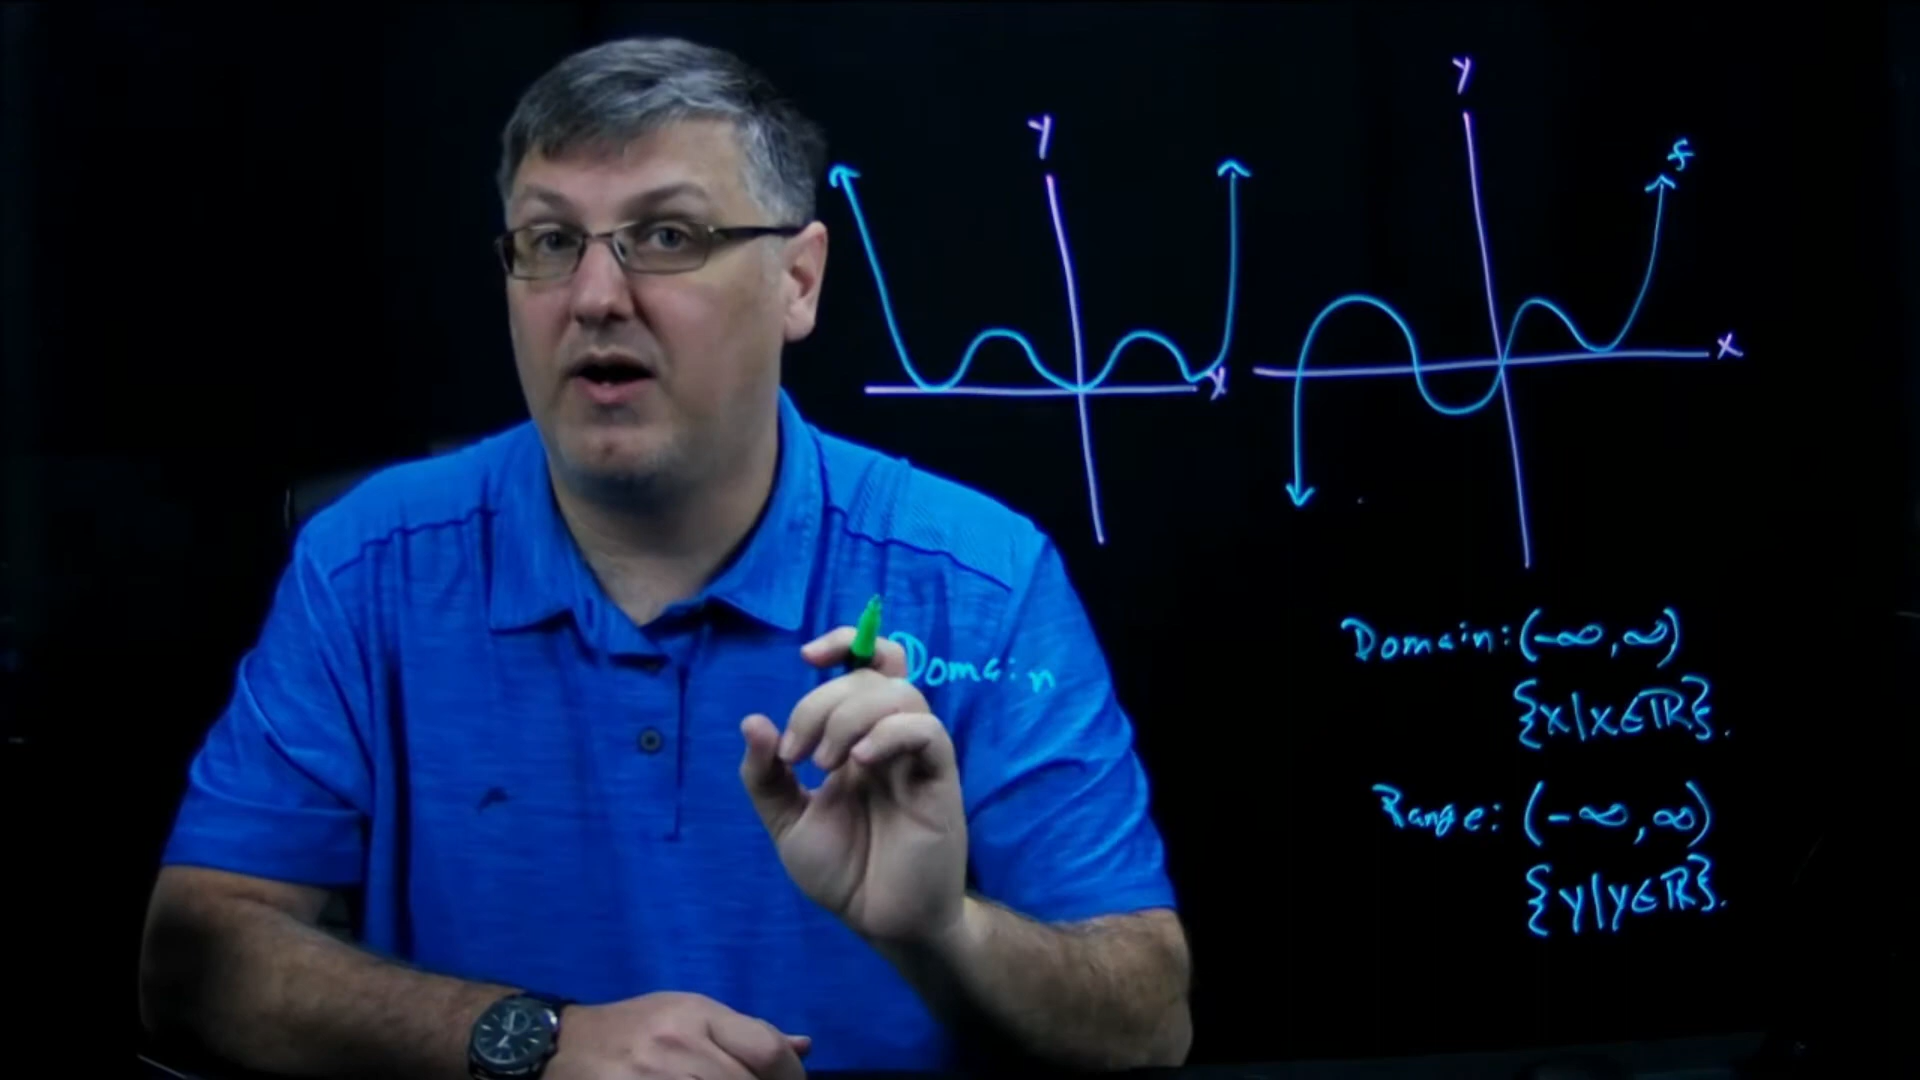 y
x
Domain
y
f
x
Domain: (-∞, ∞)
{x|x∈ℝ}.
Range: (-∞, ∞)
{y|y∈ℝ}.